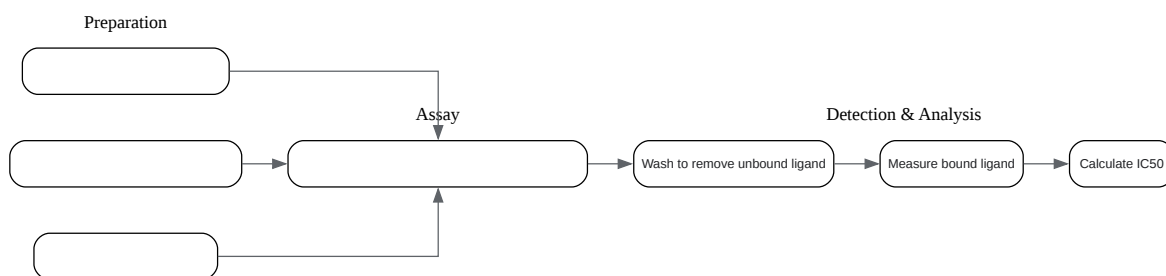 Preparation
Assay
Detection & Analysis
Wash to remove unbound ligand
Measure bound ligand
Calculate IC50